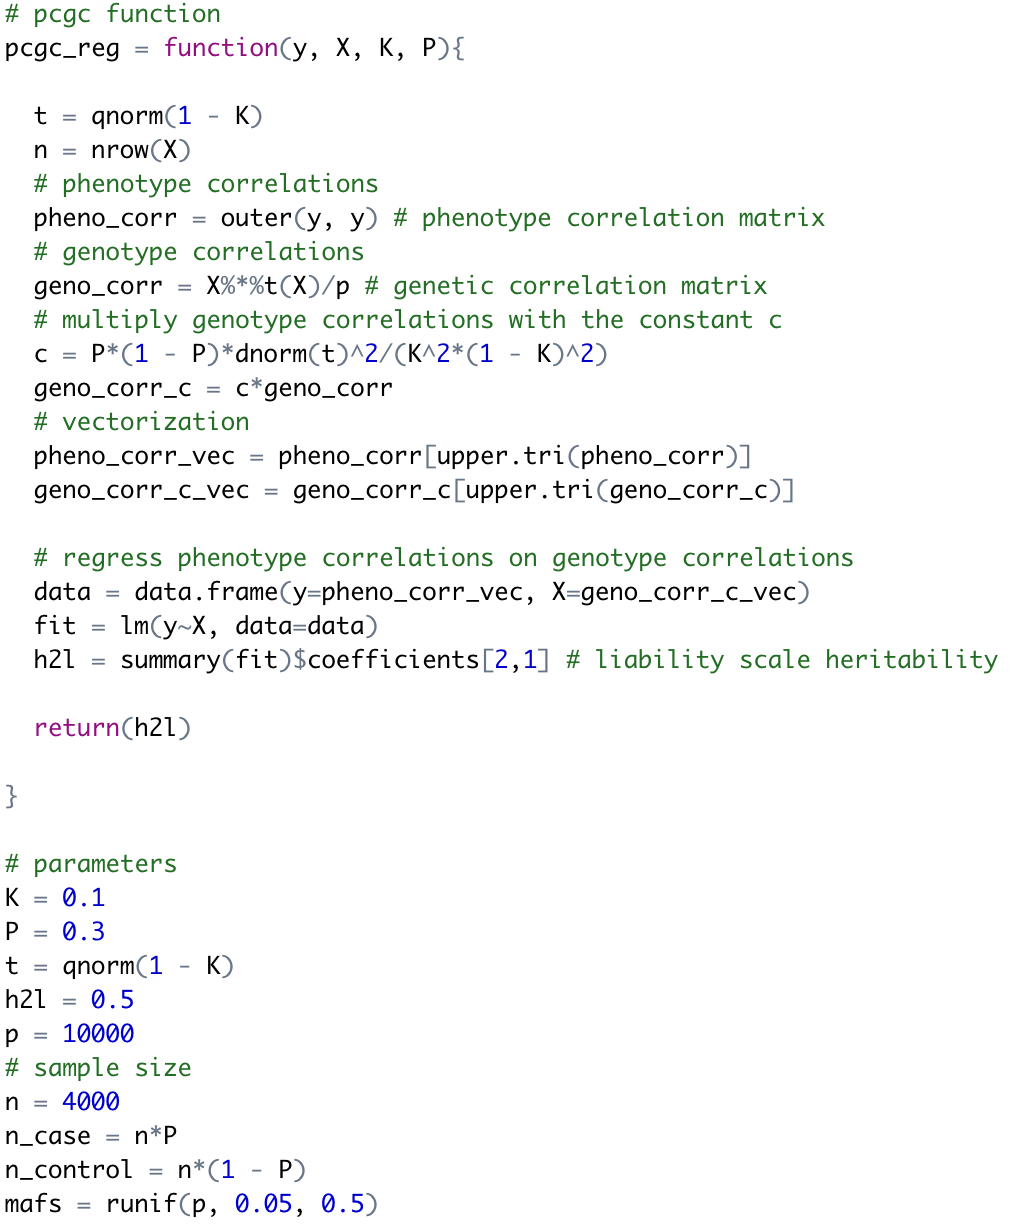 # pcgc function
pcgc_reg = function(y, X, K, P){
t = qnorm(1 - K)
n = nrow(X)
# phenotype correlations
pheno_corr = outer(y, y) # phenotype correlation matrix
# genotype correlations
geno_corr = X%*%t(X)/p # genetic correlation matrix
# multiply genotype correlations with the constant c
c = P*(1 - P)*dnorm(t)^2/(K^2*(1 - K)^2)
geno_corr_c = c*geno_corr
# vectorization
pheno_corr_vec = pheno_corr[upper.tri(pheno_corr)]
geno_corr_c_vec = geno_corr_c[upper.tri(geno_corr_c)]
# regress phenotype correlations on genotype correlations
data = data.frame(y=pheno_corr_vec, X=geno_corr_c_vec)
fit = lm(y~X, data=data)
h2l = summary(fit)$coefficients[2,1] # liability scale heritability
return(h2l)
}
# parameters
K = 0.1
P = 0.3
t = qnorm(1 - K)
h2l = 0.5
p = 10000
# sample size
n = 4000
n_case = n*P
n_control = n*(1 - P)
mafs = runif(p, 0.05, 0.5)